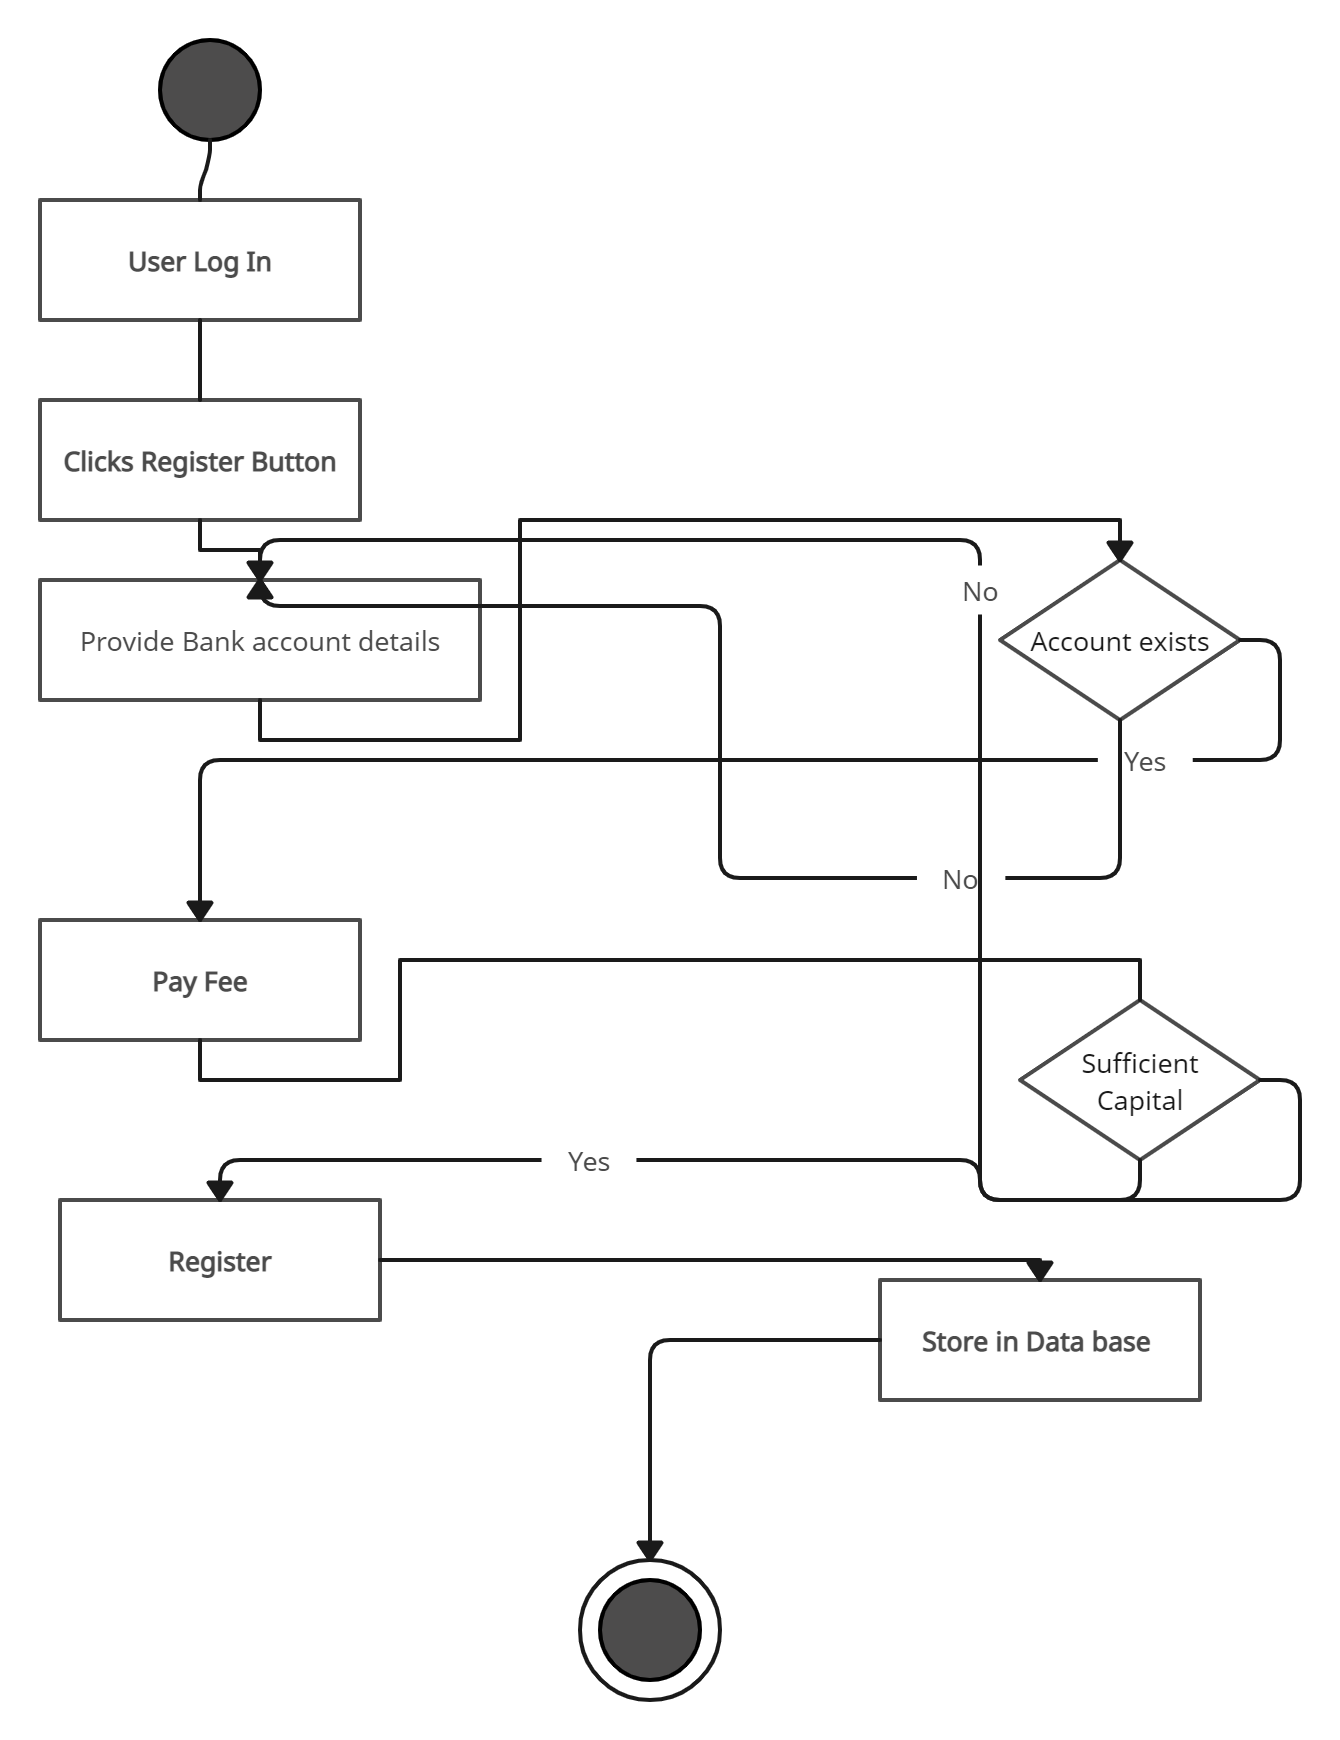 User Log In
Clicks Register Button
No
Provide Bank account details
Account exists
Yes
No
Pay Fee
Sufficient
Capital
Yes
Register
Store in Data base